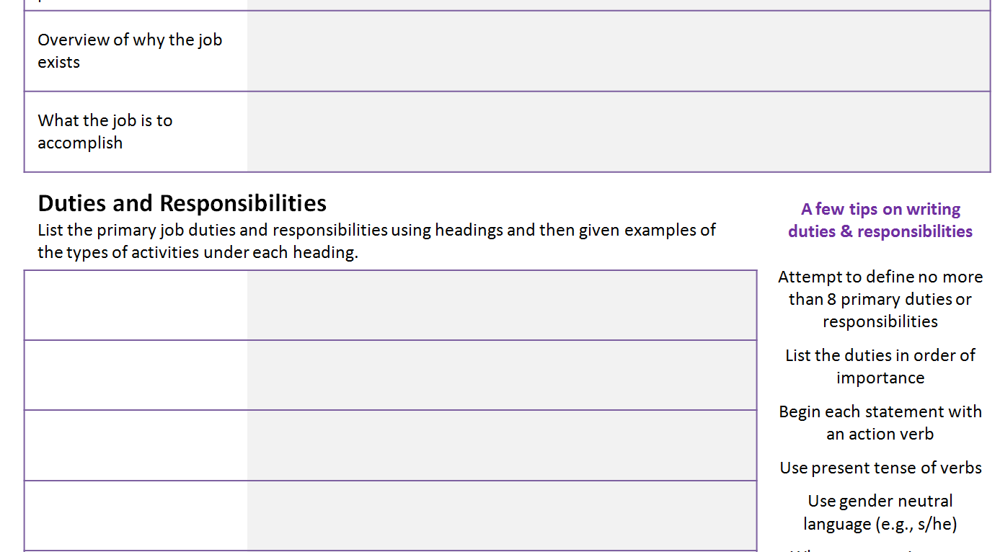 Overview of why the job
exists
What the job is to
accomplish
Duties and Responsibilities
List the primary job duties and responsibilities using headings and then given examples of
the types of activities under each heading.
A few tips on writing
duties & responsibilities
Attempt to define no more
than 8 primary duties or
responsibilities
List the duties in order of
importance
Begin each statement with
an action verb
Use present tense of verbs
Use gender neutral
language (e.g., s/he)